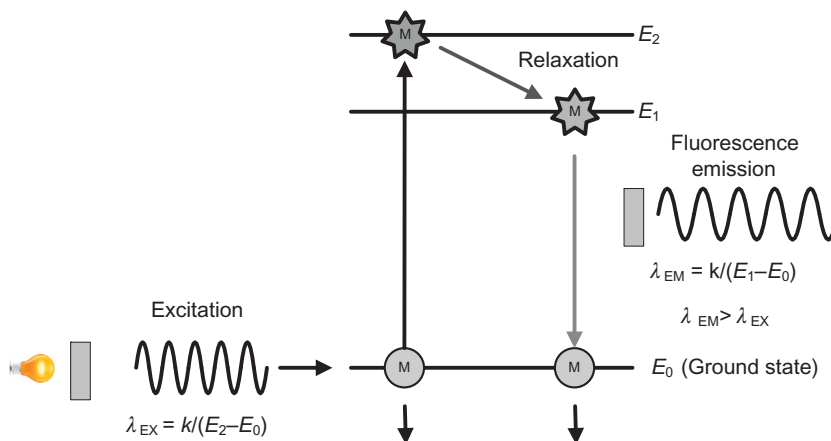 M
E2
Relaxation
M
E1
Fluorescence
emission
λEM = k/(E1–E0)
λEM > λEX
Excitation
M
M
E0 (Ground state)
λEX = k/(E2–E0)